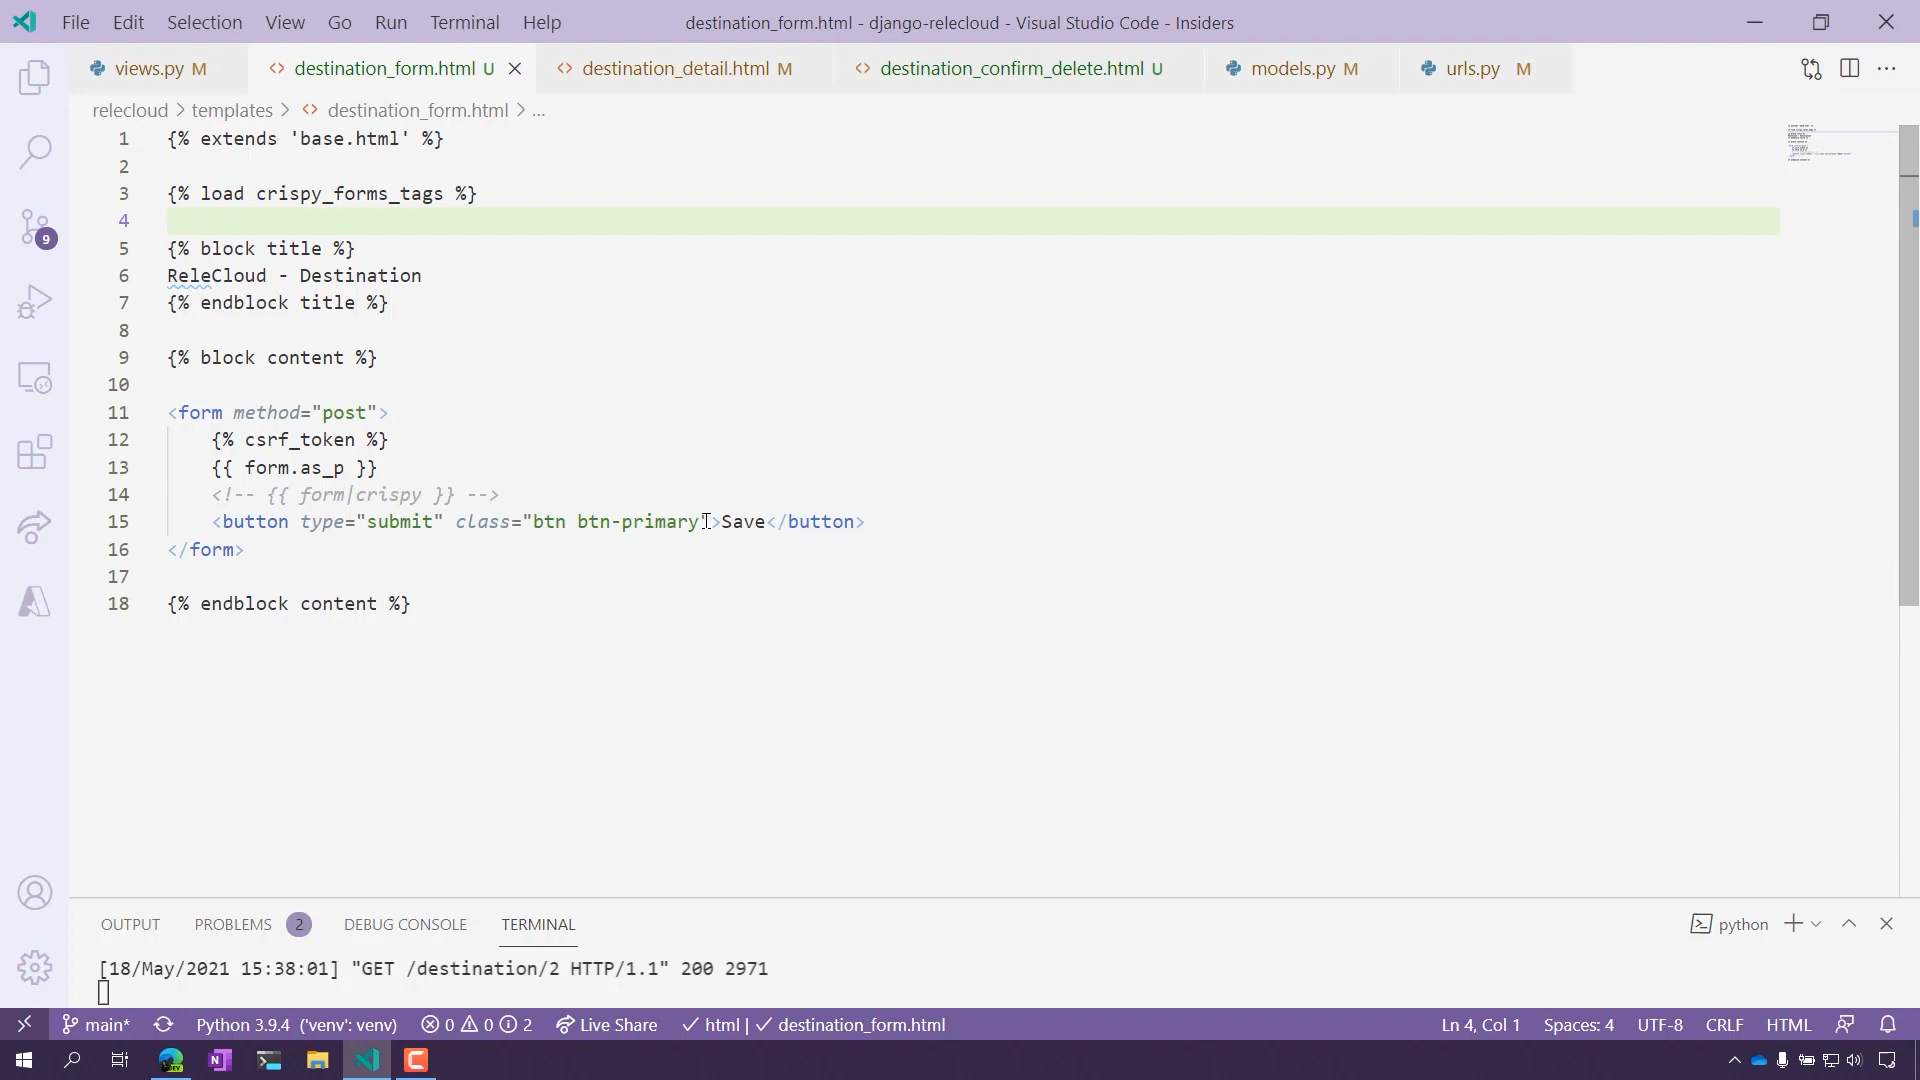 File Edit Selection View Go Run Terminal Help destination_form.html - django-relecloud - Visual Studio Code - Insiders
views.py M destination_form.html U destination_detail.html M destination_confirm_delete.html U models.py M urls.py M
relecloud > templates > destination_form.html > ...
1 {% extends 'base.html' %}
2
3 {% load crispy_forms_tags %}
4
5 {% block title %}
6 ReleCloud - Destination
7 {% endblock title %}
8
9 {% block content %}
10
11 <form method="post">
12 {% csrf_token %}
13 {{ form.as_p }}
14 <!-- {{ form|crispy }} -->
15 <button type="submit" class="btn btn-primary">Save</button>
16 </form>
17
18 {% endblock content %}
9
OUTPUT PROBLEMS 2 DEBUG CONSOLE TERMINAL python
[18/May/2021 15:38:01] "GET /destination/2 HTTP/1.1" 200 2971
main* Python 3.9.4 ('venv': venv) 0 0 2 Live Share html | destination_form.html Ln 4, Col 1 Spaces: 4 UTF-8 CRLF HTML